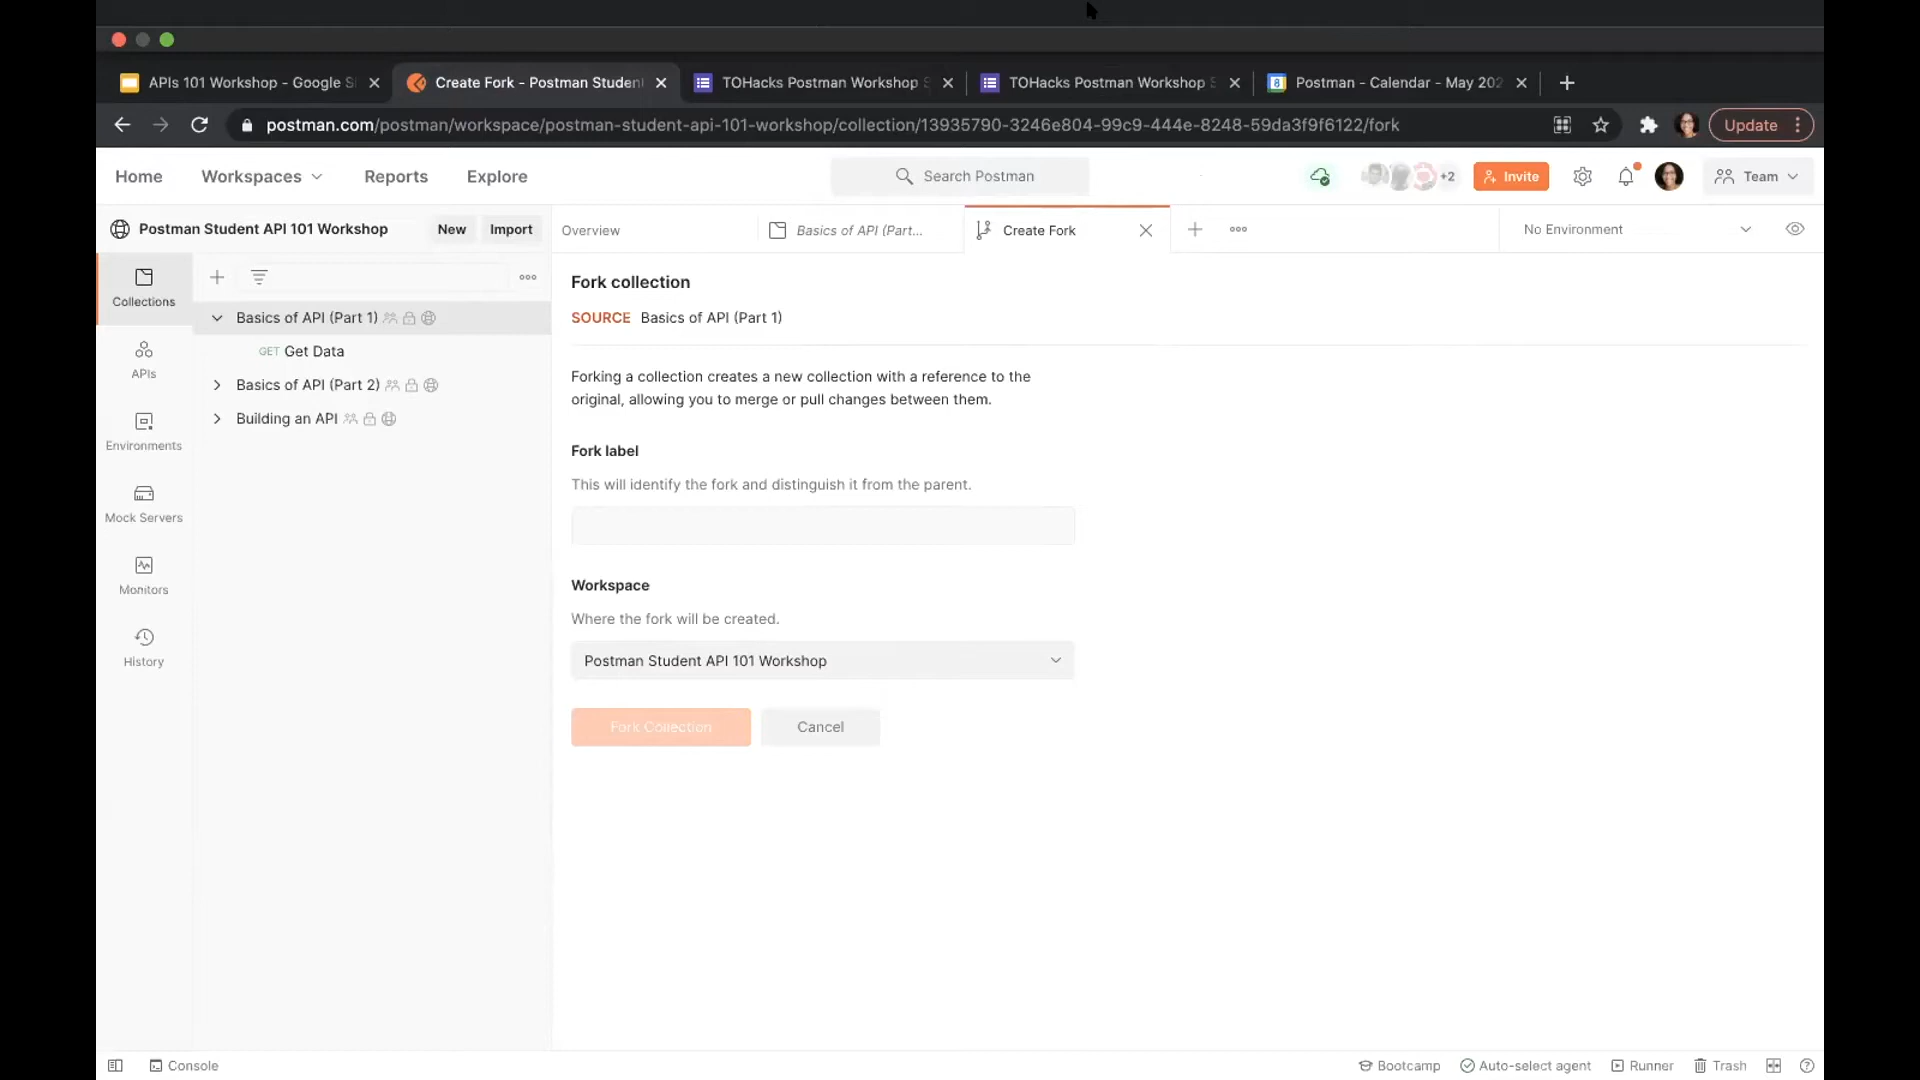 APIs 101 Workshop - Google Sl
Create Fork - Postman Student
TOHacks Postman Workshop S
TOHacks Postman Workshop S
Postman - Calendar - May 202
postman.com/postman/workspace/postman-student-api-101-workshop/collection/13935790-3246e804-99c9-444e-8248-59da3f9f6122/fork
Update
Home
Workspaces
Reports
Explore
Search Postman
+2
Invite
Team
Postman Student API 101 Workshop
New
Import
Overview
Basics of API (Part...
Create Fork
No Environment
Collections
APIs
Environments
Mock Servers
Monitors
History
Basics of API (Part 1)
GET Get Data
Basics of API (Part 2)
Building an API
Fork collection
SOURCE Basics of API (Part 1)
Forking a collection creates a new collection with a reference to the
original, allowing you to merge or pull changes between them.
Fork label
This will identify the fork and distinguish it from the parent.
Workspace
Where the fork will be created.
Postman Student API 101 Workshop
Fork Collection
Cancel
Console
Bootcamp
Auto-select agent
Runner
Trash